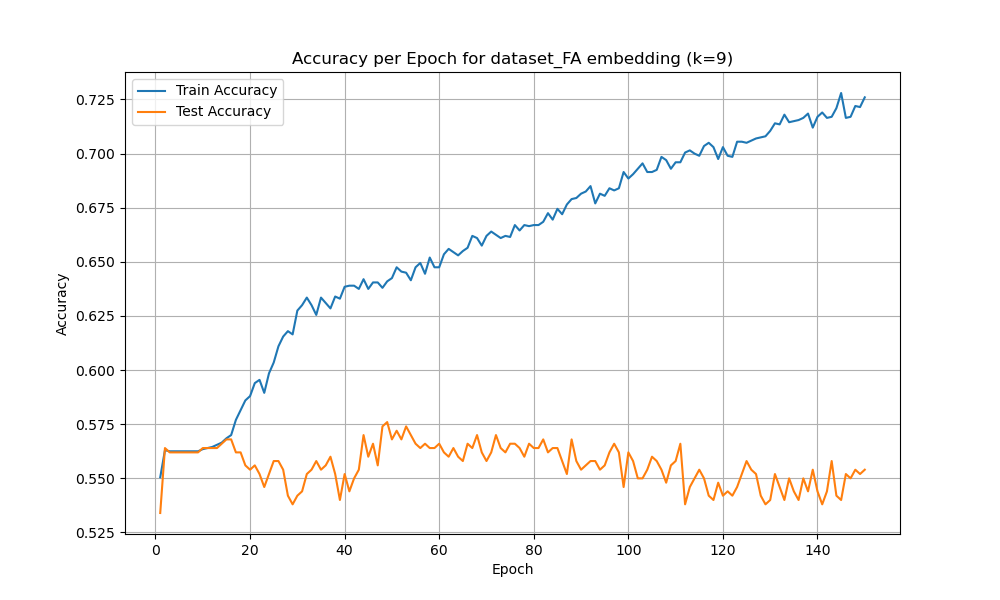 Accuracy per Epoch for dataset_FA embedding (k=9)
Train Accuracy
Test Accuracy
0.725
0.700
0.675
0.650
0.625
0.600
0.575
0.550
0.525
Accuracy
0 20 40 60 80 100 120 140
Epoch